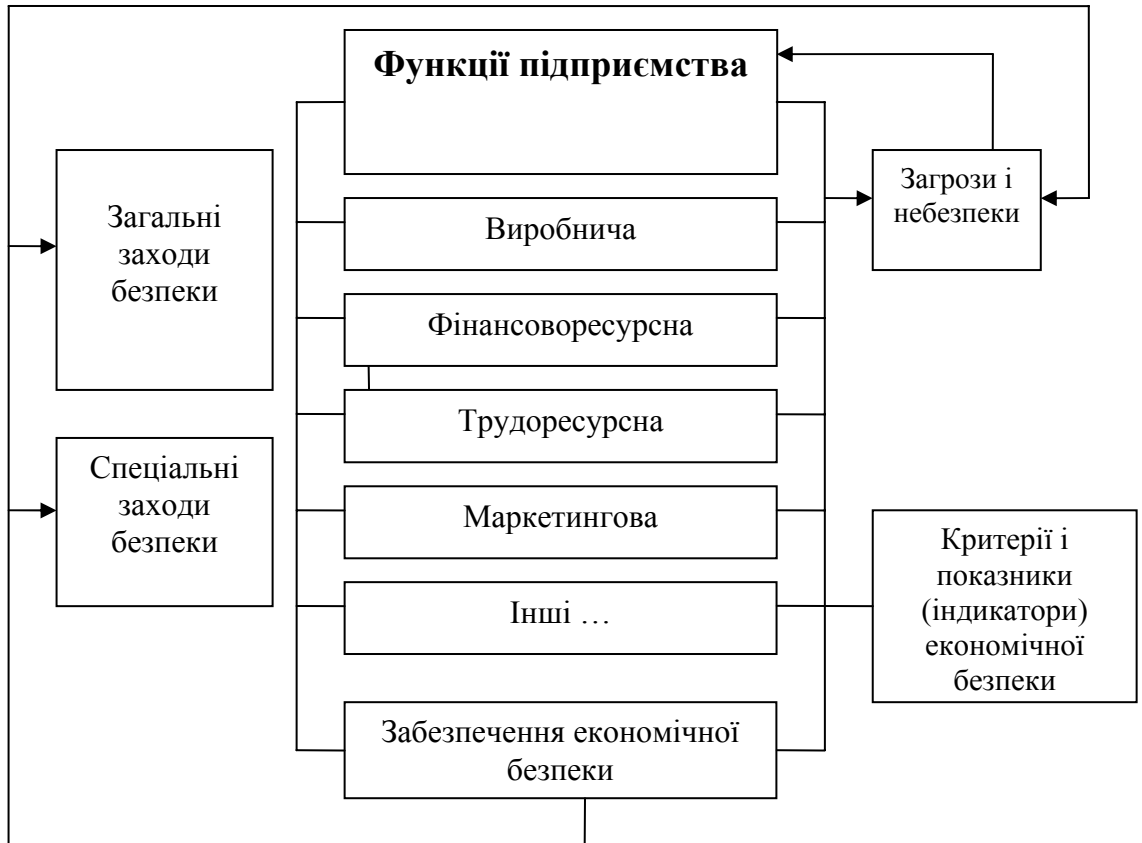 Функції підприємства
Загрози і
небезпеки
Загальні
заходи
безпеки
Виробнича
Фінансоворесурсна
Трудоресурсна
Спеціальні
заходи
безпеки
Маркетингова
Критерії і
показники
(індикатори)
економічної
безпеки
Інші …
Забезпечення економічної
безпеки